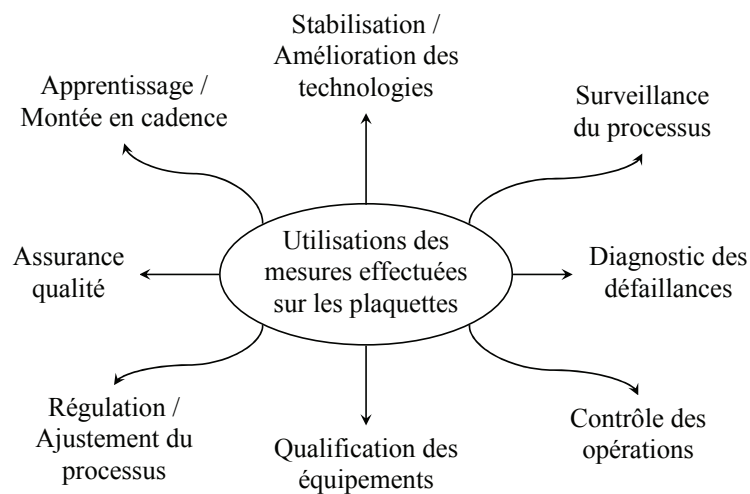 Stabilisation /
Amélioration des
technologies
Apprentissage /
Montée en cadence
Surveillance
du processus
Utilisations des
mesures effectuées
sur les plaquettes
Assurance
qualité
Diagnostic des
défaillances
Régulation /
Ajustement du
processus
Qualification des
équipements
Contrôle des
opérations